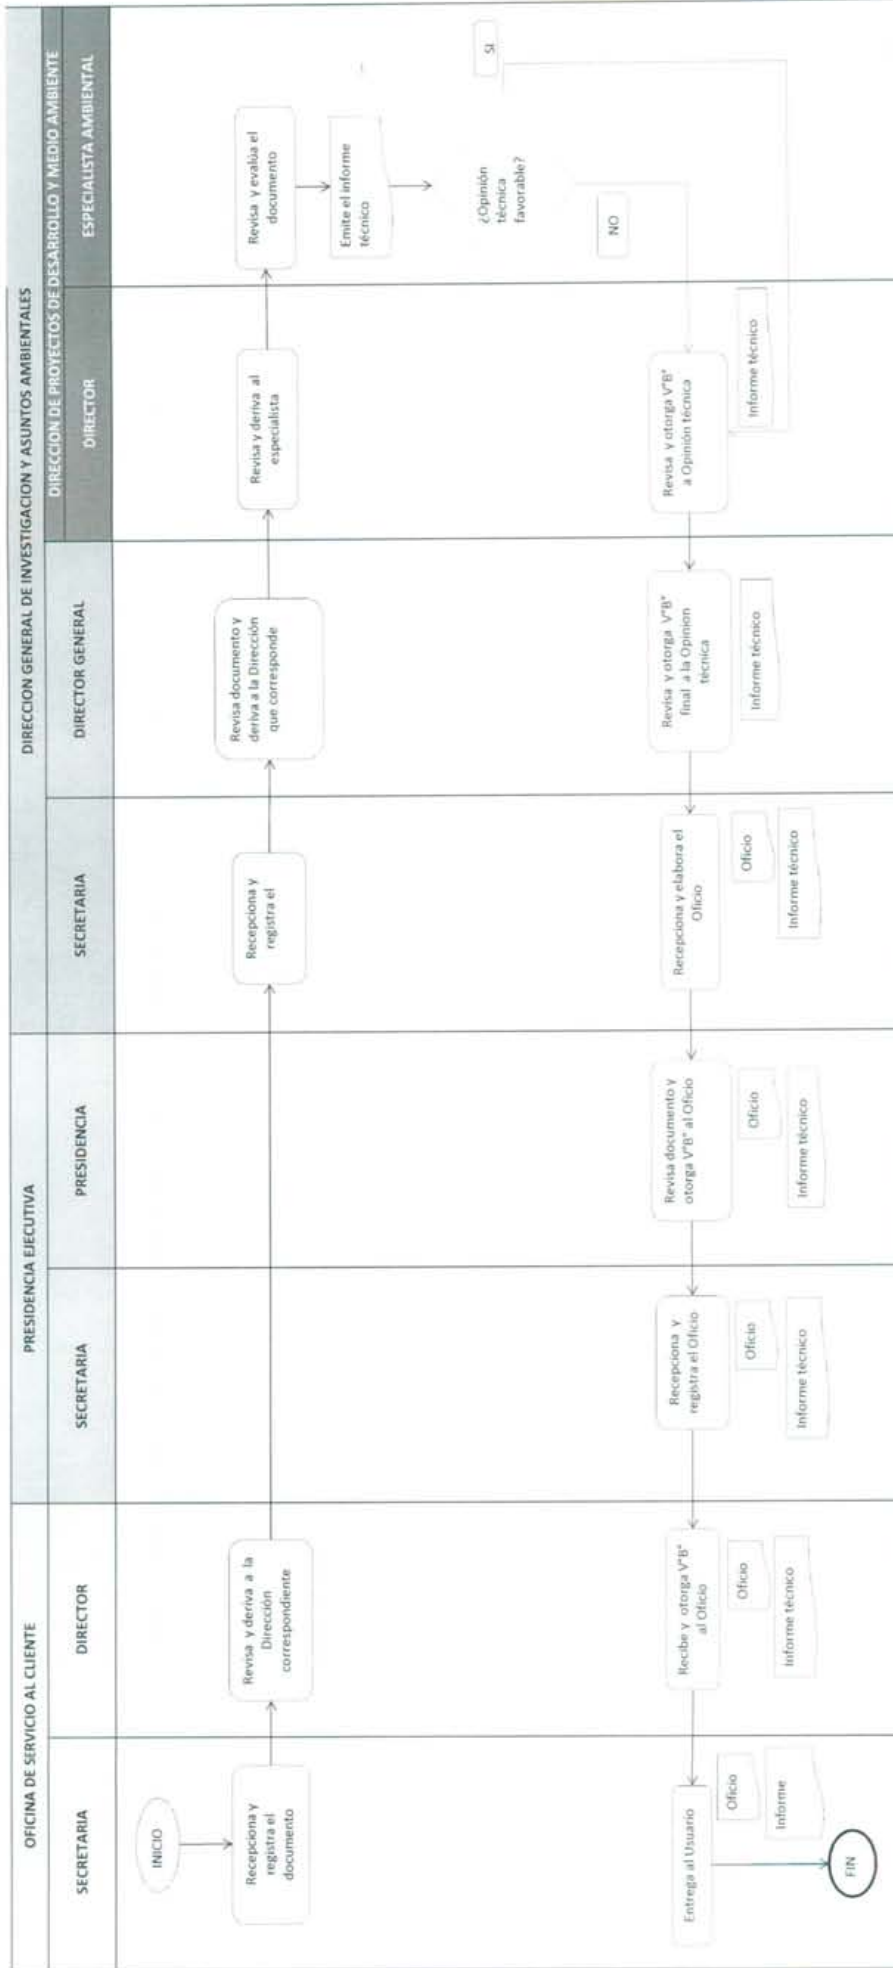 OFICINA DE SERVICIO AL CLIENTE
PRESIDENCIA EJECUTIVA
DIRECCION GENERAL DE INVESTIGACION Y ASUNTOS AMBIENTALES
DIRECCION DE PROYECTOS DE DESARROLLO Y MEDIO AMBIENTE
SECRETARIA
DIRECTOR
SECRETARIA
PRESIDENCIA
SECRETARIA
DIRECTOR GENERAL
DIRECTOR
ESPECIALISTA AMBIENTAL
INICIO
Recepciona y
registra el
documento
Revisa y deriva a la
Dirección
correspondiente
Recepciona y
registra el
Revisa documento y
deriva a la Dirección
que corresponde
Revisa y deriva al
especialista
Revisa y evalúa el
documento
Emite el informe
técnico
¿Opinión
técnica
favorable?
SI
NO
Revisa y otorga V°B°
a Opinión técnica
Informe técnico
Revisa y otorga V°B°
final a la Opinion
técnica
Informe técnico
Recepciona y elabora el
Oficio
Oficio
Informe técnico
Revisa documento y
otorga V°B° al Oficio
Oficio
Informe técnico
Recepciona y
registra el Oficio
Oficio
Informe técnico
Recibe y otorga V°B°
al Oficio
Oficio
Informe técnico
Entrega al Usuario
Oficio
Informe
FIN